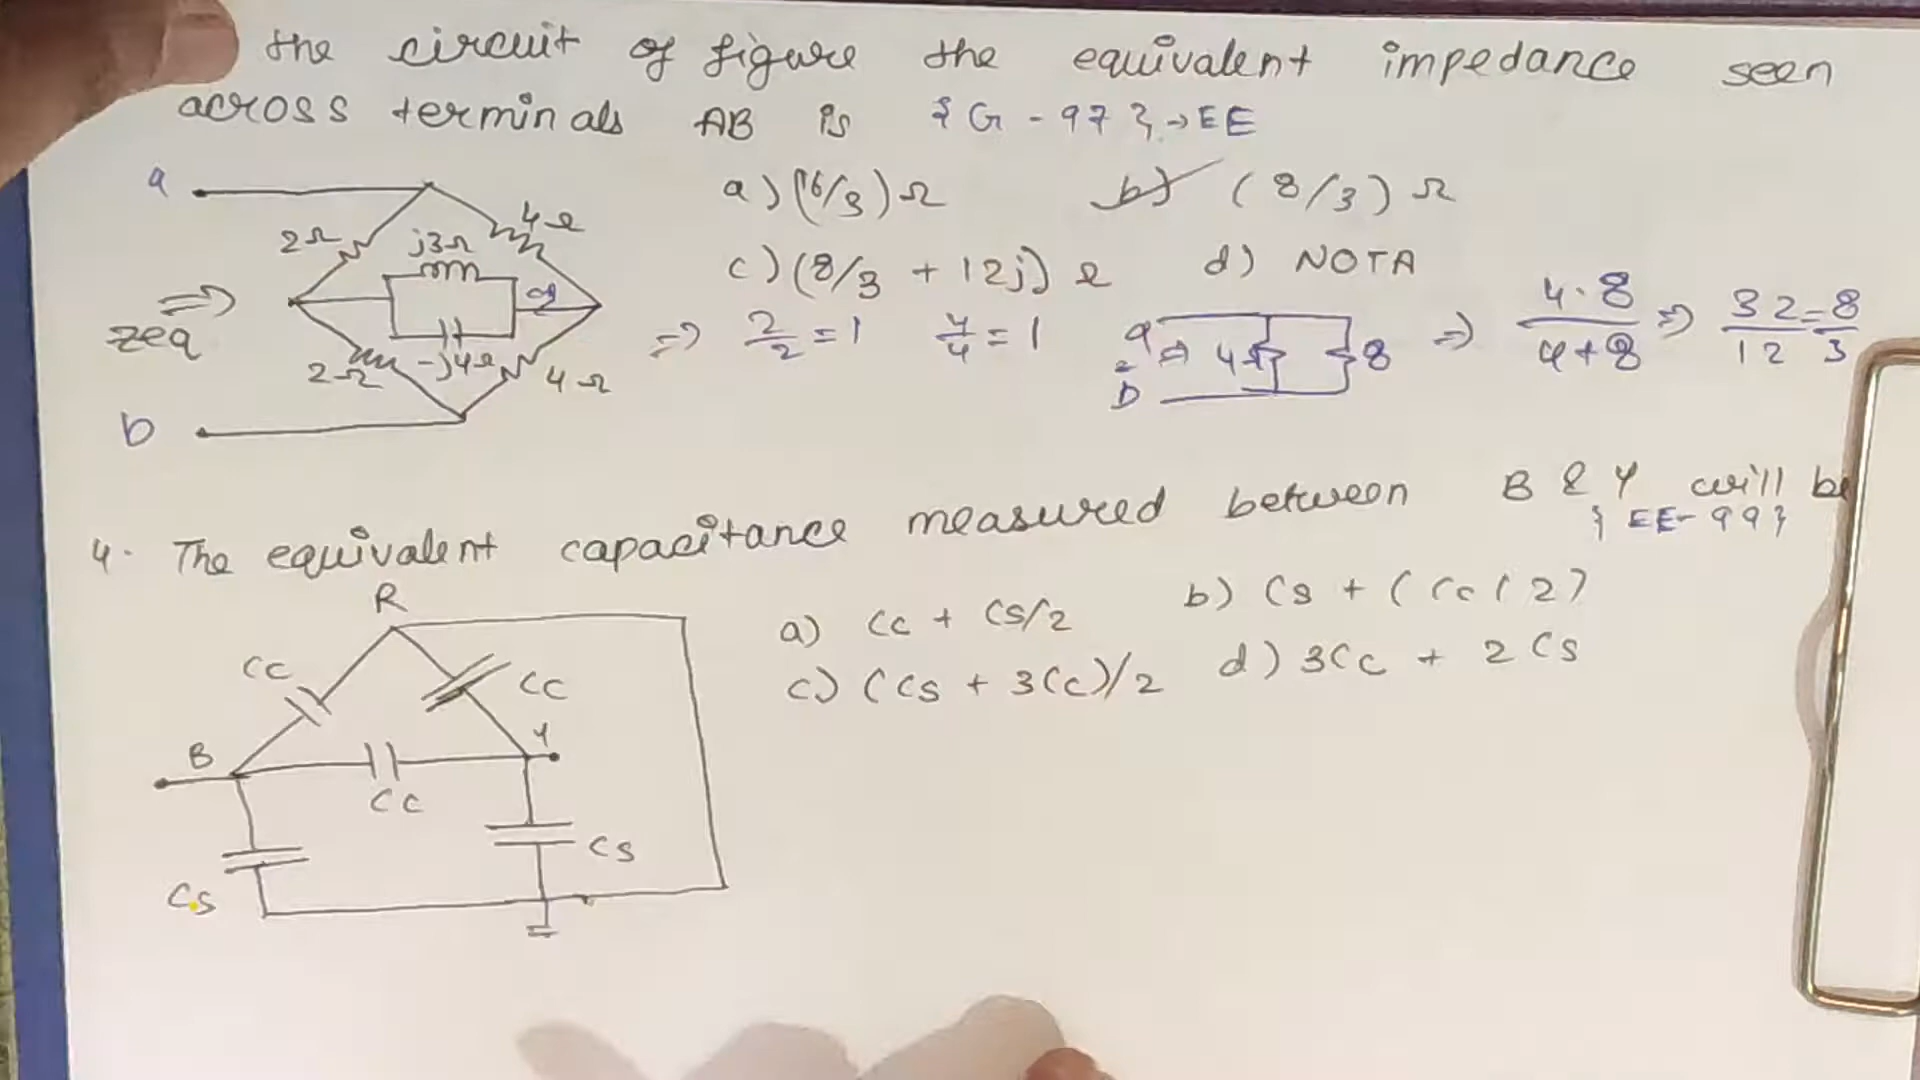 the circuit of figure the equivalent impedance seen
across terminals AB is {G-97}→EE
a
a) (16/3)Ω b) (8/3)Ω
2Ω j3Ω 4Ω
c) (8/3 + 12j)Ω d) NOTA
⇒
zeq
⇒ 2/2 = 1 4/4 = 1 4 8 ⇒ 4·8/4+8 ⇒ 32/12 = 8/3
2Ω -j4Ω 4Ω
b
4. The equivalent capacitance measured between B & Y will be
{EE-99}
R
a) Cc + Cs/2 b) Cs + (Cc/2)
c) (Cs + 3Cc)/2 d) 3Cc + 2Cs
Cc Cc
B Y
Cc
Cs
Cs